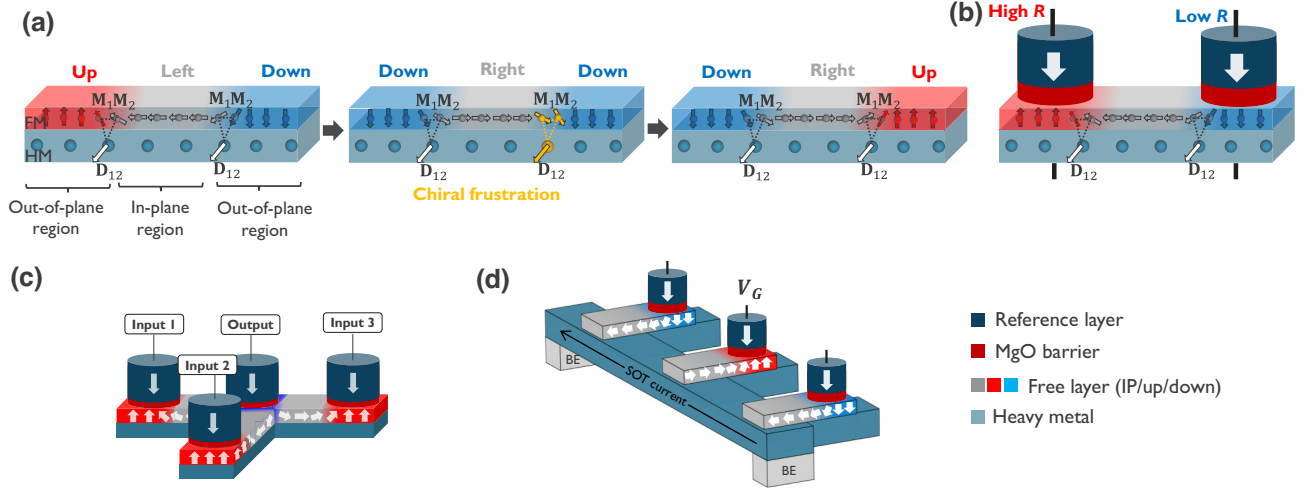 (a)
Up Left Down
M₁M₂ M₁M₂
FM
HM
D₁₂ D₁₂
Out-of-plane
region
In-plane
region
Out-of-plane
region
Down Right Down
M₁M₂ M₁M₂
D₁₂ D₁₂
Chiral frustration
Down Right Up
M₁M₂ M₁M₂
D₁₂ D₁₂
(b)
High R Low R
D₁₂ D₁₂
(c)
Input 1 Output Input 3
Input 2
(d)
V_G
BE
SOT current
BE
Reference layer
MgO barrier
Free layer (IP/up/down)
Heavy metal